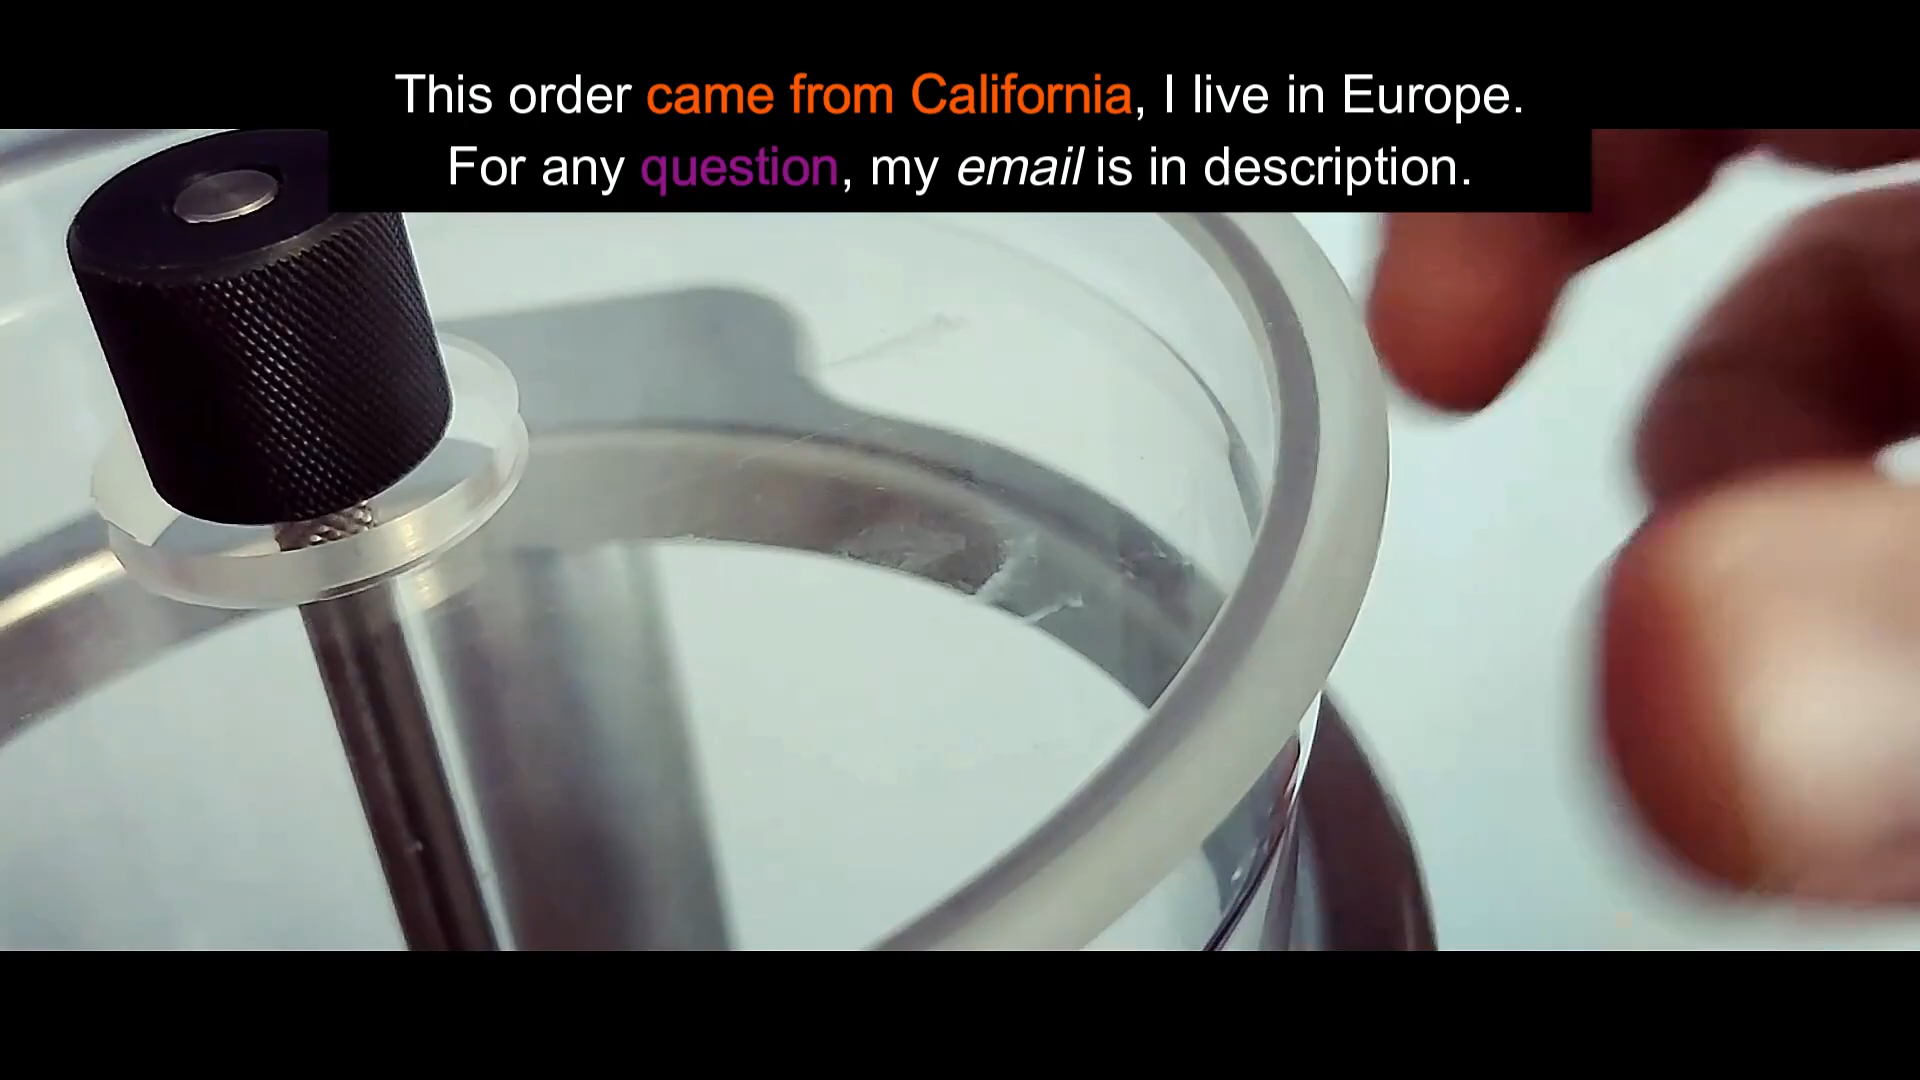 This order came from California, I live in Europe.
For any question, my email is in description.